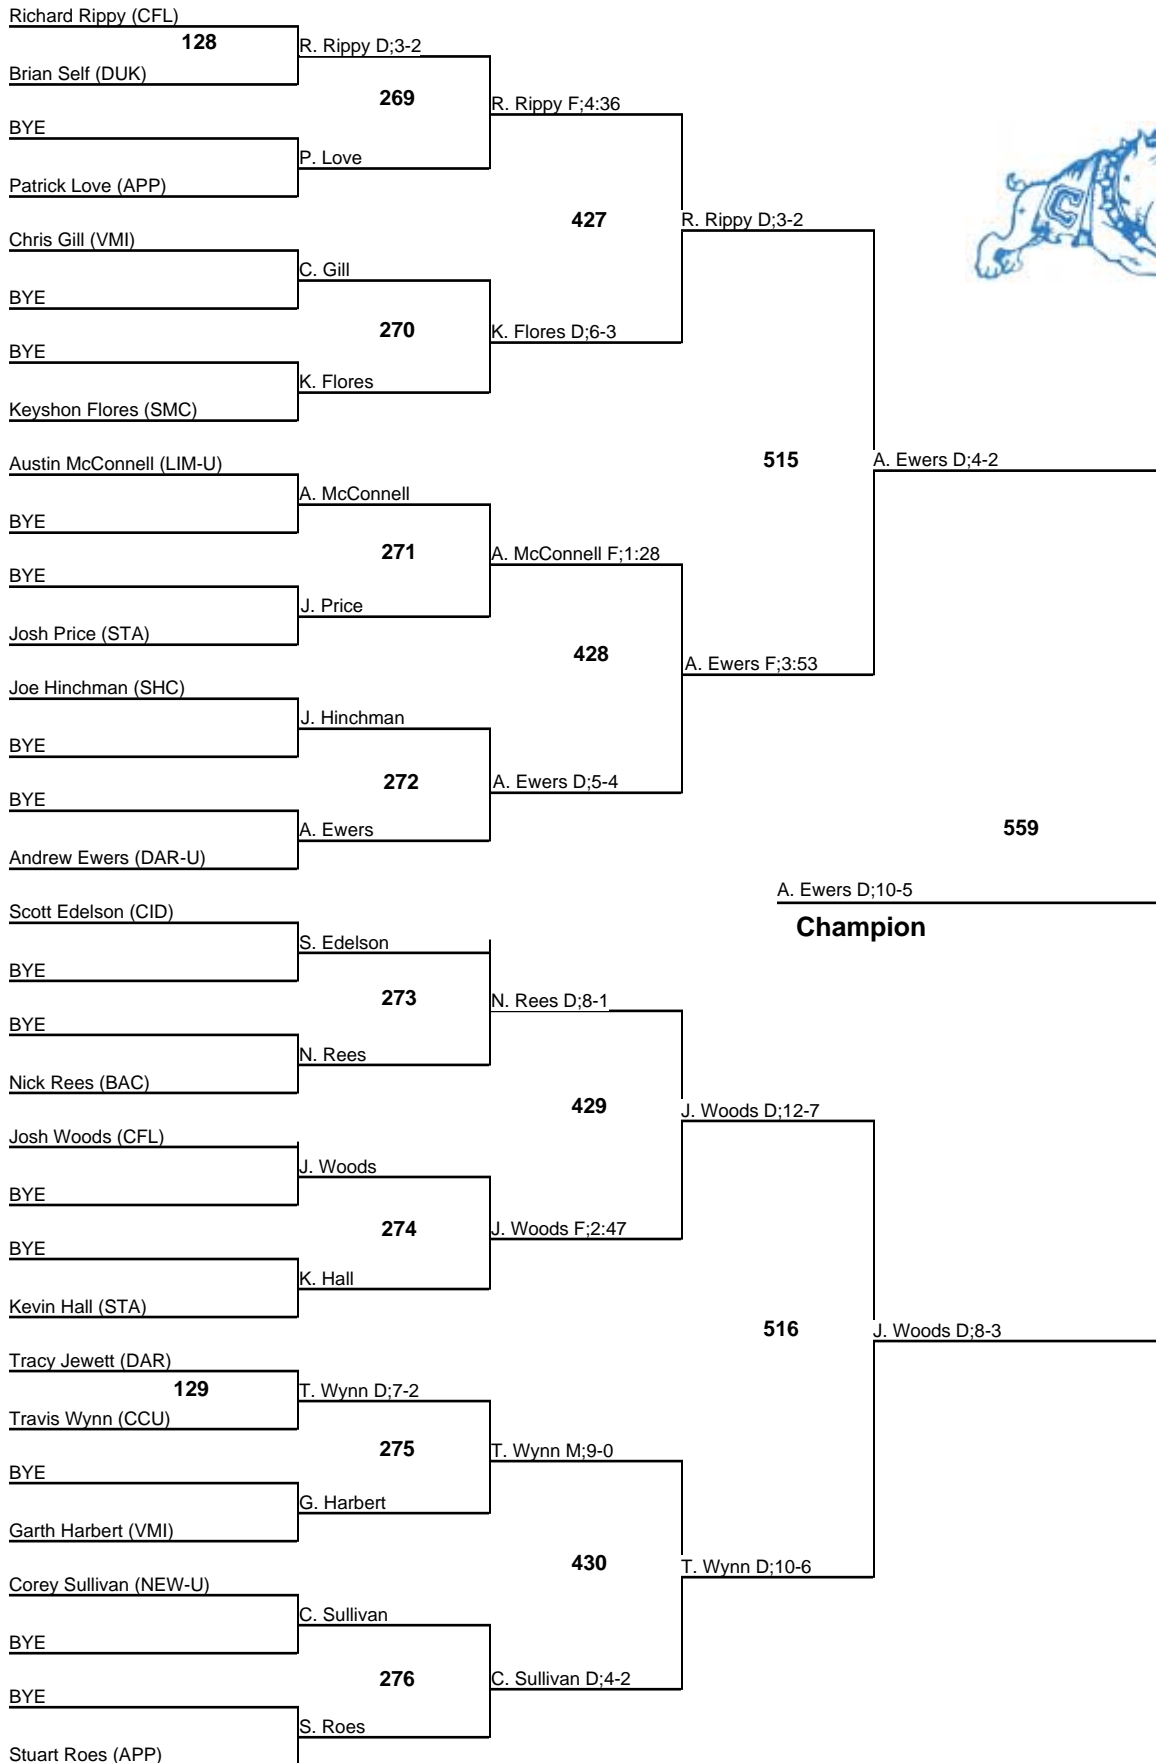 Richard Rippy (CFL)
128
R. Rippy D;3-2
Brian Self (DUK)
269
R. Rippy F;4:36
BYE
P. Love
Patrick Love (APP)
427
R. Rippy D;3-2
Chris Gill (VMI)
C. Gill
BYE
270
K. Flores D;6-3
BYE
K. Flores
Keyshon Flores (SMC)
515
A. Ewers D;4-2
Austin McConnell (LIM-U)
A. McConnell
BYE
271
A. McConnell F;1:28
BYE
J. Price
Josh Price (STA)
428
A. Ewers F;3:53
Joe Hinchman (SHC)
J. Hinchman
BYE
272
A. Ewers D;5-4
BYE
A. Ewers
559
Andrew Ewers (DAR-U)
A. Ewers D;10-5
Champion
Scott Edelson (CID)
S. Edelson
BYE
273
N. Rees D;8-1
BYE
N. Rees
Nick Rees (BAC)
429
J. Woods D;12-7
Josh Woods (CFL)
J. Woods
BYE
274
J. Woods F;2:47
BYE
K. Hall
Kevin Hall (STA)
516
J. Woods D;8-3
Tracy Jewett (DAR)
129
T. Wynn D;7-2
Travis Wynn (CCU)
275
T. Wynn M;9-0
BYE
G. Harbert
Garth Harbert (VMI)
430
T. Wynn D;10-6
Corey Sullivan (NEW-U)
C. Sullivan
BYE
276
C. Sullivan D;4-2
BYE
S. Roes
Stuart Roes (APP)
C